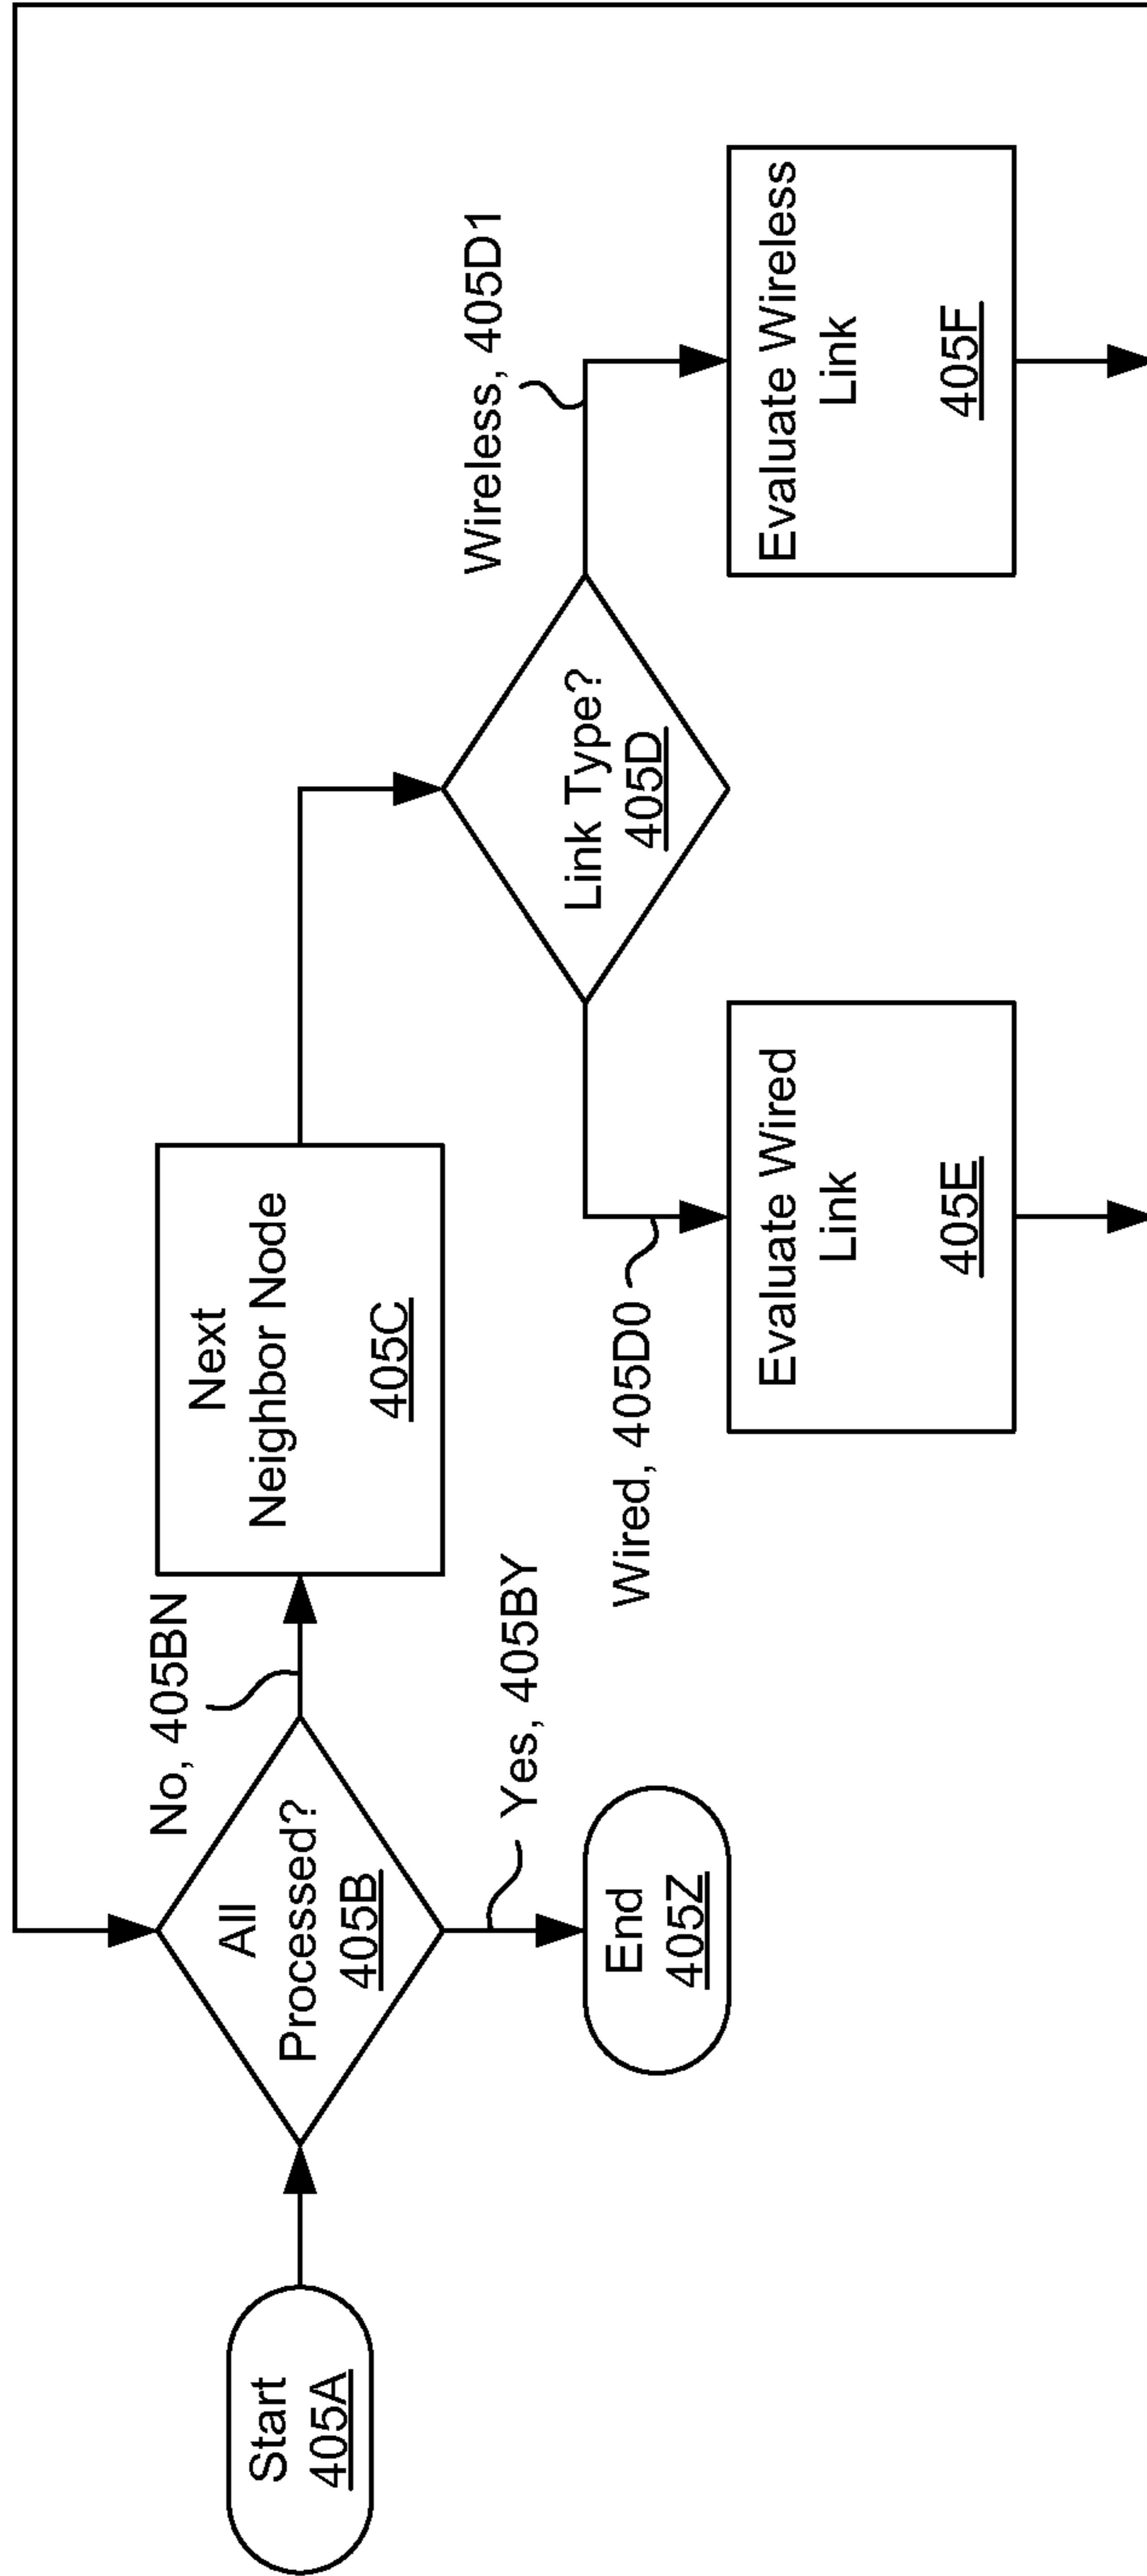 Start
405A
All
Processed?
405B
No, 405BN
Yes, 405BY
End
405Z
Next
Neighbor Node
405C
Link Type?
405D
Wired, 405D0
Wireless, 405D1
Evaluate Wired
Link
405E
Evaluate Wireless
Link
405F